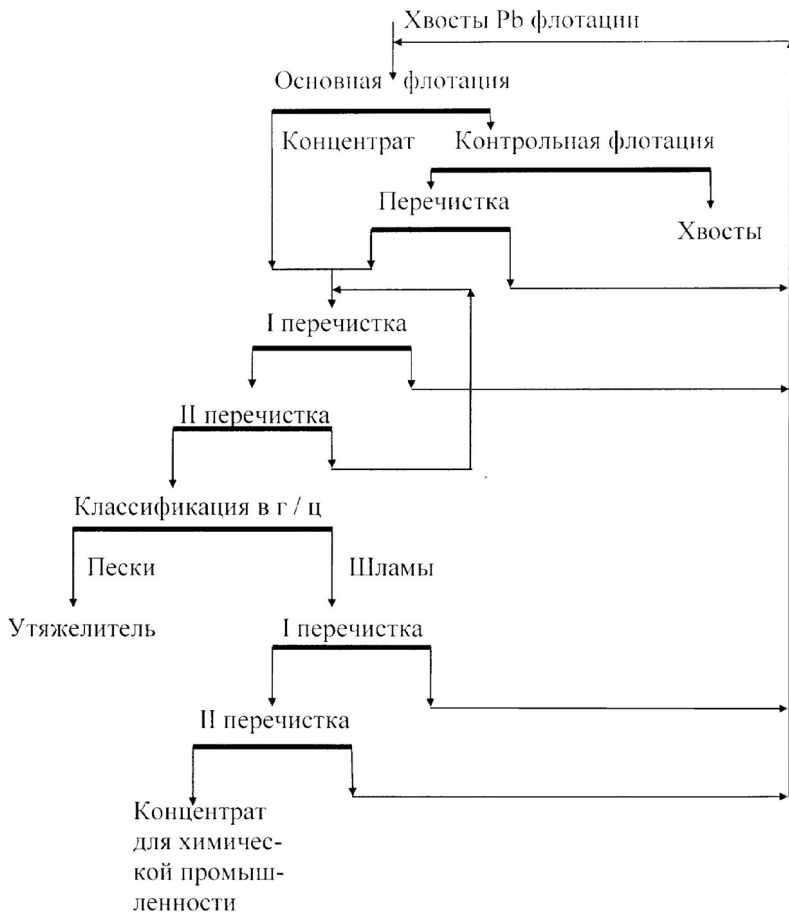 Хвосты Pb флотации
Основная флотация
Концентрат
Контрольная флотация
Перечистка
Хвосты
I перечистка
II перечистка
Классификация в г / ц
Пески
Шламы
Утяжелитель
I перечистка
II перечистка
Концентрат
для химичес-
кой промыш-
ленности